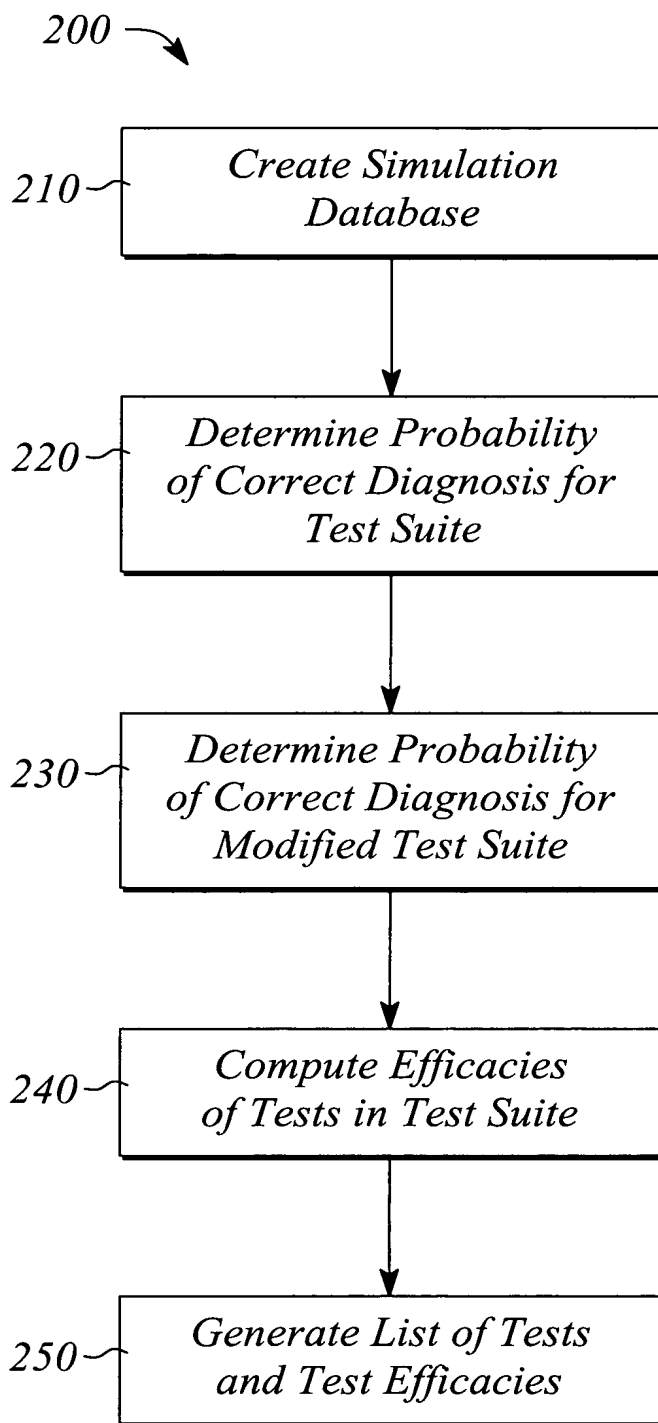 200
210
Create Simulation
Database
220
Determine Probability
of Correct Diagnosis for
Test Suite
230
Determine Probability
of Correct Diagnosis for
Modified Test Suite
240
Compute Efficacies
of Tests in Test Suite
250
Generate List of Tests
and Test Efficacies